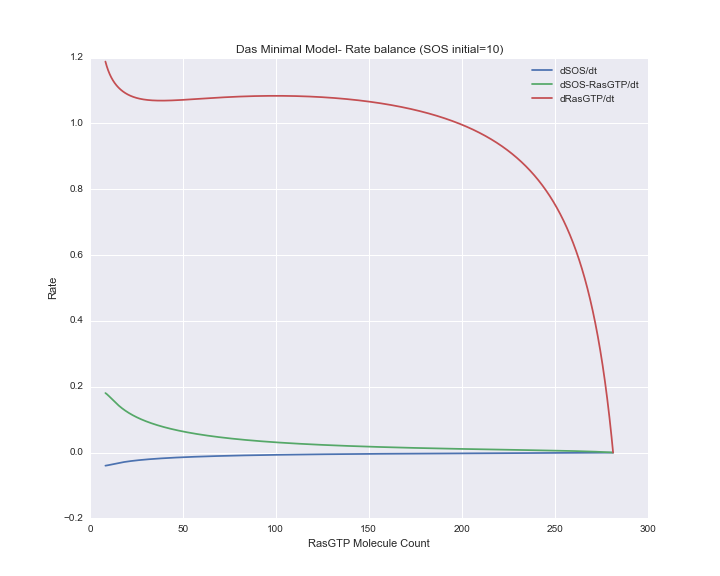 Das Minimal Model- Rate balance (SOS initial=10)
1.2
1.0
0.8
0.6
0.4
0.2
0.0
−0.2
Rate
dSOS/dt
dSOS-RasGTP/dt
dRasGTP/dt
0 50 100 150 200 250 300
RasGTP Molecule Count